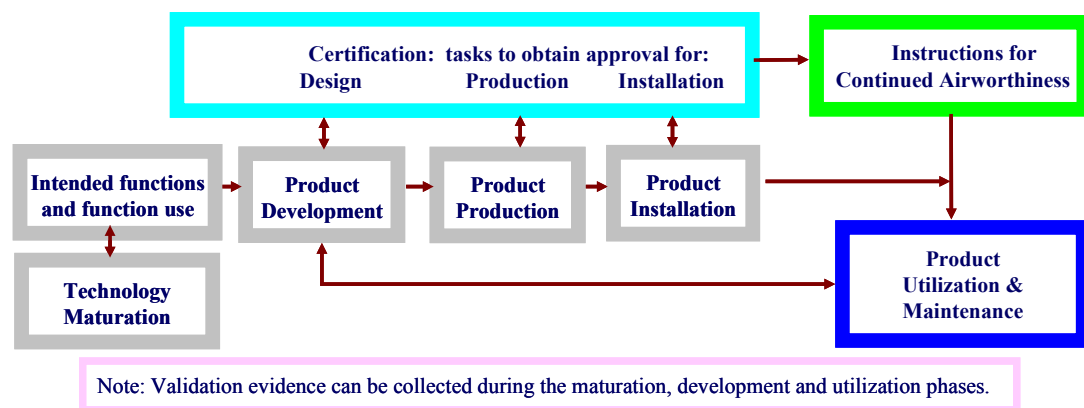 Certification: tasks to obtain approval for:
Design Production Installation
Instructions for
Continued Airworthiness
Intended functions
and function use
Product
Development
Product
Production
Product
Installation
Technology
Maturation
Product
Utilization &
Maintenance
Note: Validation evidence can be collected during the maturation, development and utilization phases.